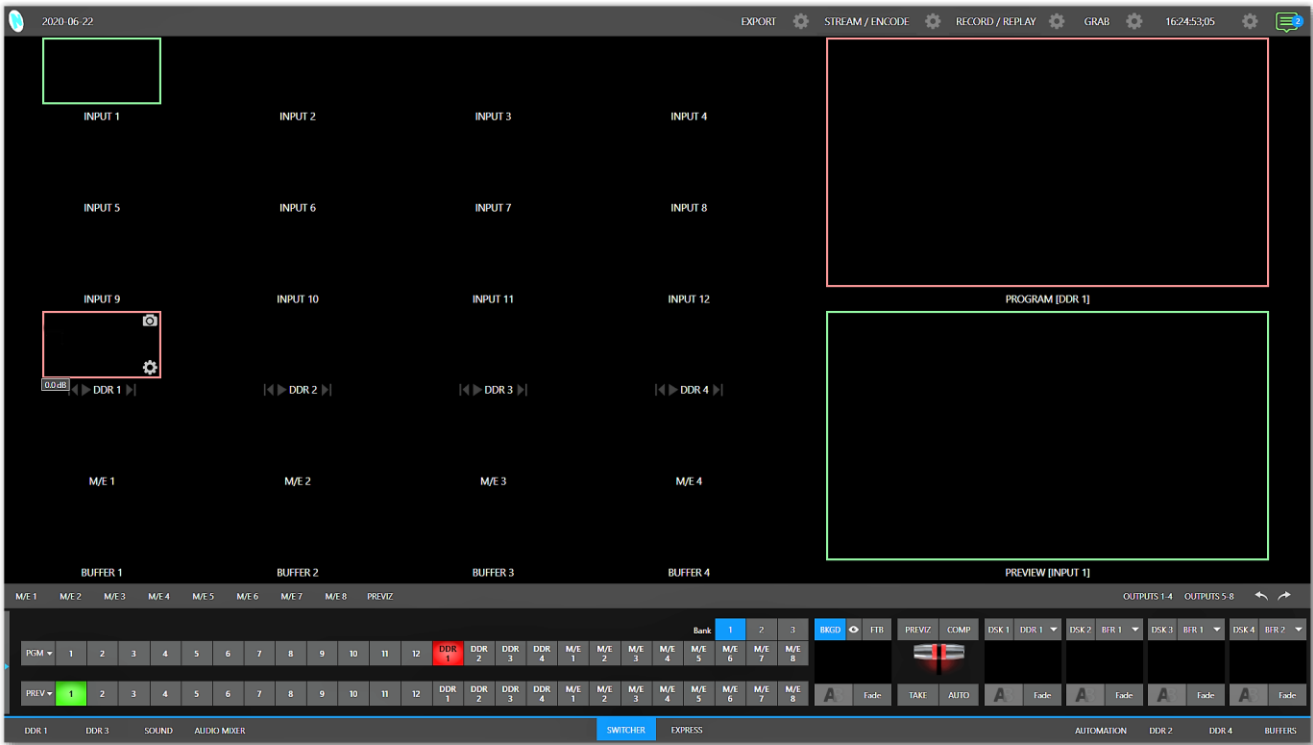 2020-06-22 EXPORT STREAM / ENCODE RECORD / REPLAY GRAB 16:24:53;05 2
INPUT 1 INPUT 2 INPUT 3 INPUT 4
INPUT 5 INPUT 6 INPUT 7 INPUT 8
INPUT 9 INPUT 10 INPUT 11 INPUT 12 PROGRAM [DDR 1]
0.0 dB DDR 1 DDR 2 DDR 3 DDR 4
M/E 1 M/E 2 M/E 3 M/E 4
BUFFER 1 BUFFER 2 BUFFER 3 BUFFER 4 PREVIEW [INPUT 1]
M/E 1 M/E 2 M/E 3 M/E 4 M/E 5 M/E 6 M/E 7 M/E 8 PREVIZ OUTPUTS 1-4 OUTPUTS 5-8
Bank 1 2 3 BKGD FTB PREVIZ COMP DSK 1 DDR 1 DSK 2 BFR 1 DSK 3 BFR 1 DSK 4 BFR 2
PGM 1 2 3 4 5 6 7 8 9 10 11 12 DDR 1 DDR 2 DDR 3 DDR 4 M/E 1 M/E 2 M/E 3 M/E 4 M/E 5 M/E 6 M/E 7 M/E 8
PREV 1 2 3 4 5 6 7 8 9 10 11 12 DDR 1 DDR 2 DDR 3 DDR 4 M/E 1 M/E 2 M/E 3 M/E 4 M/E 5 M/E 6 M/E 7 M/E 8 A Fade TAKE AUTO A Fade A Fade A Fade A Fade
DDR 1 DDR 3 SOUND AUDIO MIXER SWITCHER EXPRESS AUTOMATION DDR 2 DDR 4 BUFFERS